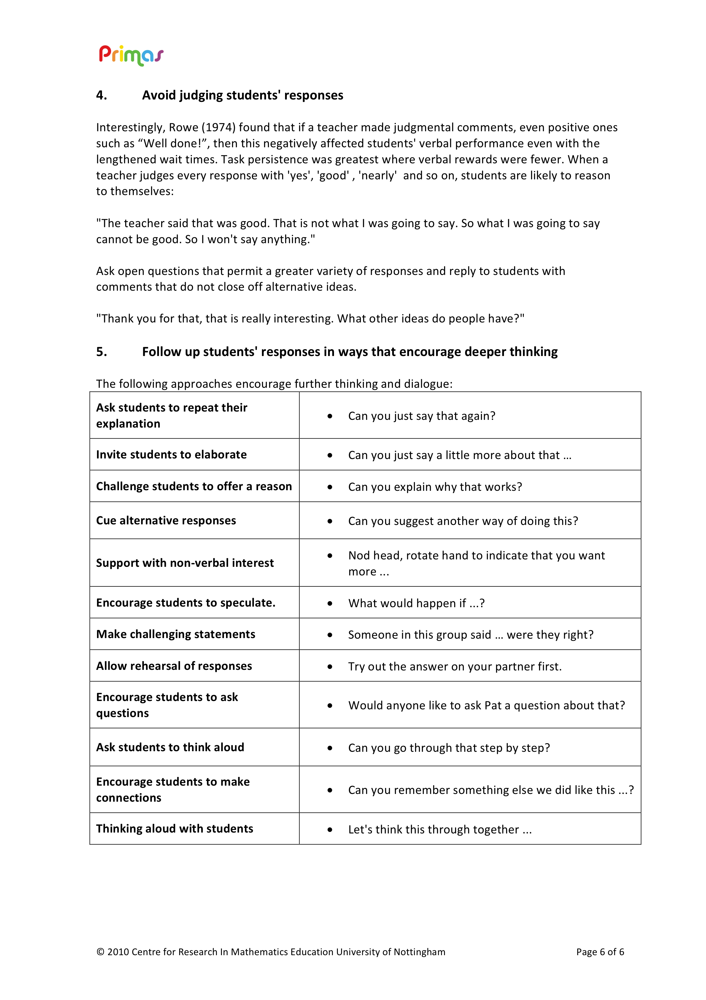 Primas
4. Avoid judging students' responses
Interestingly, Rowe (1974) found that if a teacher made judgmental comments, even positive ones
such as “Well done!”, then this negatively affected students' verbal performance even with the
lengthened wait times. Task persistence was greatest where verbal rewards were fewer. When a
teacher judges every response with 'yes', 'good' , 'nearly'  and so on, students are likely to reason
to themselves:
"The teacher said that was good. That is not what I was going to say. So what I was going to say
cannot be good. So I won't say anything."
Ask open questions that permit a greater variety of responses and reply to students with
comments that do not close off alternative ideas.
"Thank you for that, that is really interesting. What other ideas do people have?"
5. Follow up students' responses in ways that encourage deeper thinking
The following approaches encourage further thinking and dialogue:
Ask students to repeat their
explanation
• Can you just say that again?
Invite students to elaborate
• Can you just say a little more about that …
Challenge students to offer a reason
• Can you explain why that works?
Cue alternative responses
• Can you suggest another way of doing this?
Support with non-verbal interest
• Nod head, rotate hand to indicate that you want
more ...
Encourage students to speculate.
• What would happen if ...?
Make challenging statements
• Someone in this group said … were they right?
Allow rehearsal of responses
• Try out the answer on your partner first.
Encourage students to ask
questions
• Would anyone like to ask Pat a question about that?
Ask students to think aloud
• Can you go through that step by step?
Encourage students to make
connections
• Can you remember something else we did like this ...?
Thinking aloud with students
• Let's think this through together ...
© 2010 Centre for Research In Mathematics Education University of Nottingham
Page 6 of 6